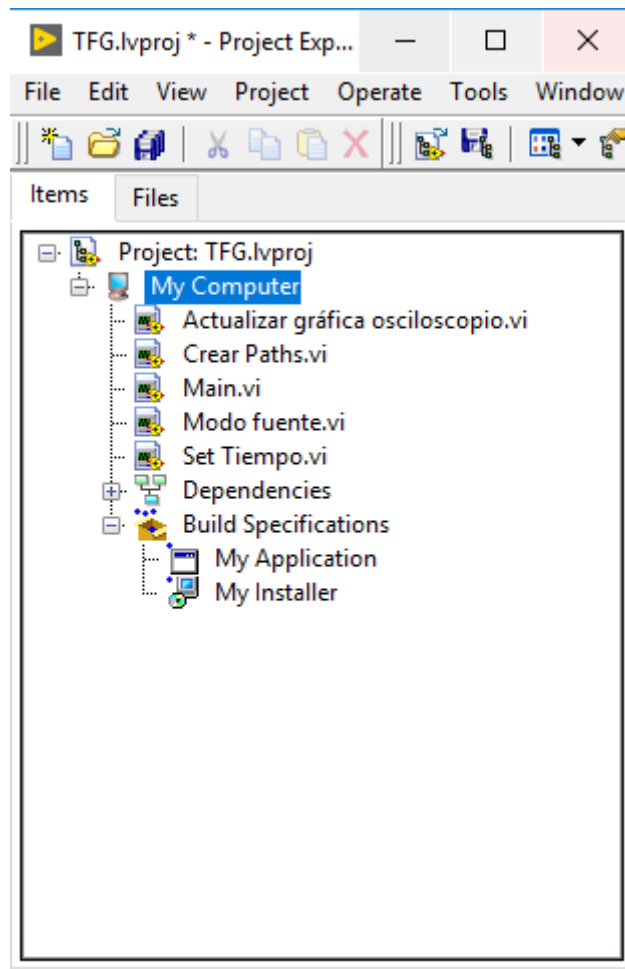 TFG.lvproj * - Project Exp...
File Edit View Project Operate Tools Window
Items Files
Project: TFG.lvproj
My Computer
Actualizar gráfica osciloscopio.vi
Crear Paths.vi
Main.vi
Modo fuente.vi
Set Tiempo.vi
Dependencies
Build Specifications
My Application
My Installer